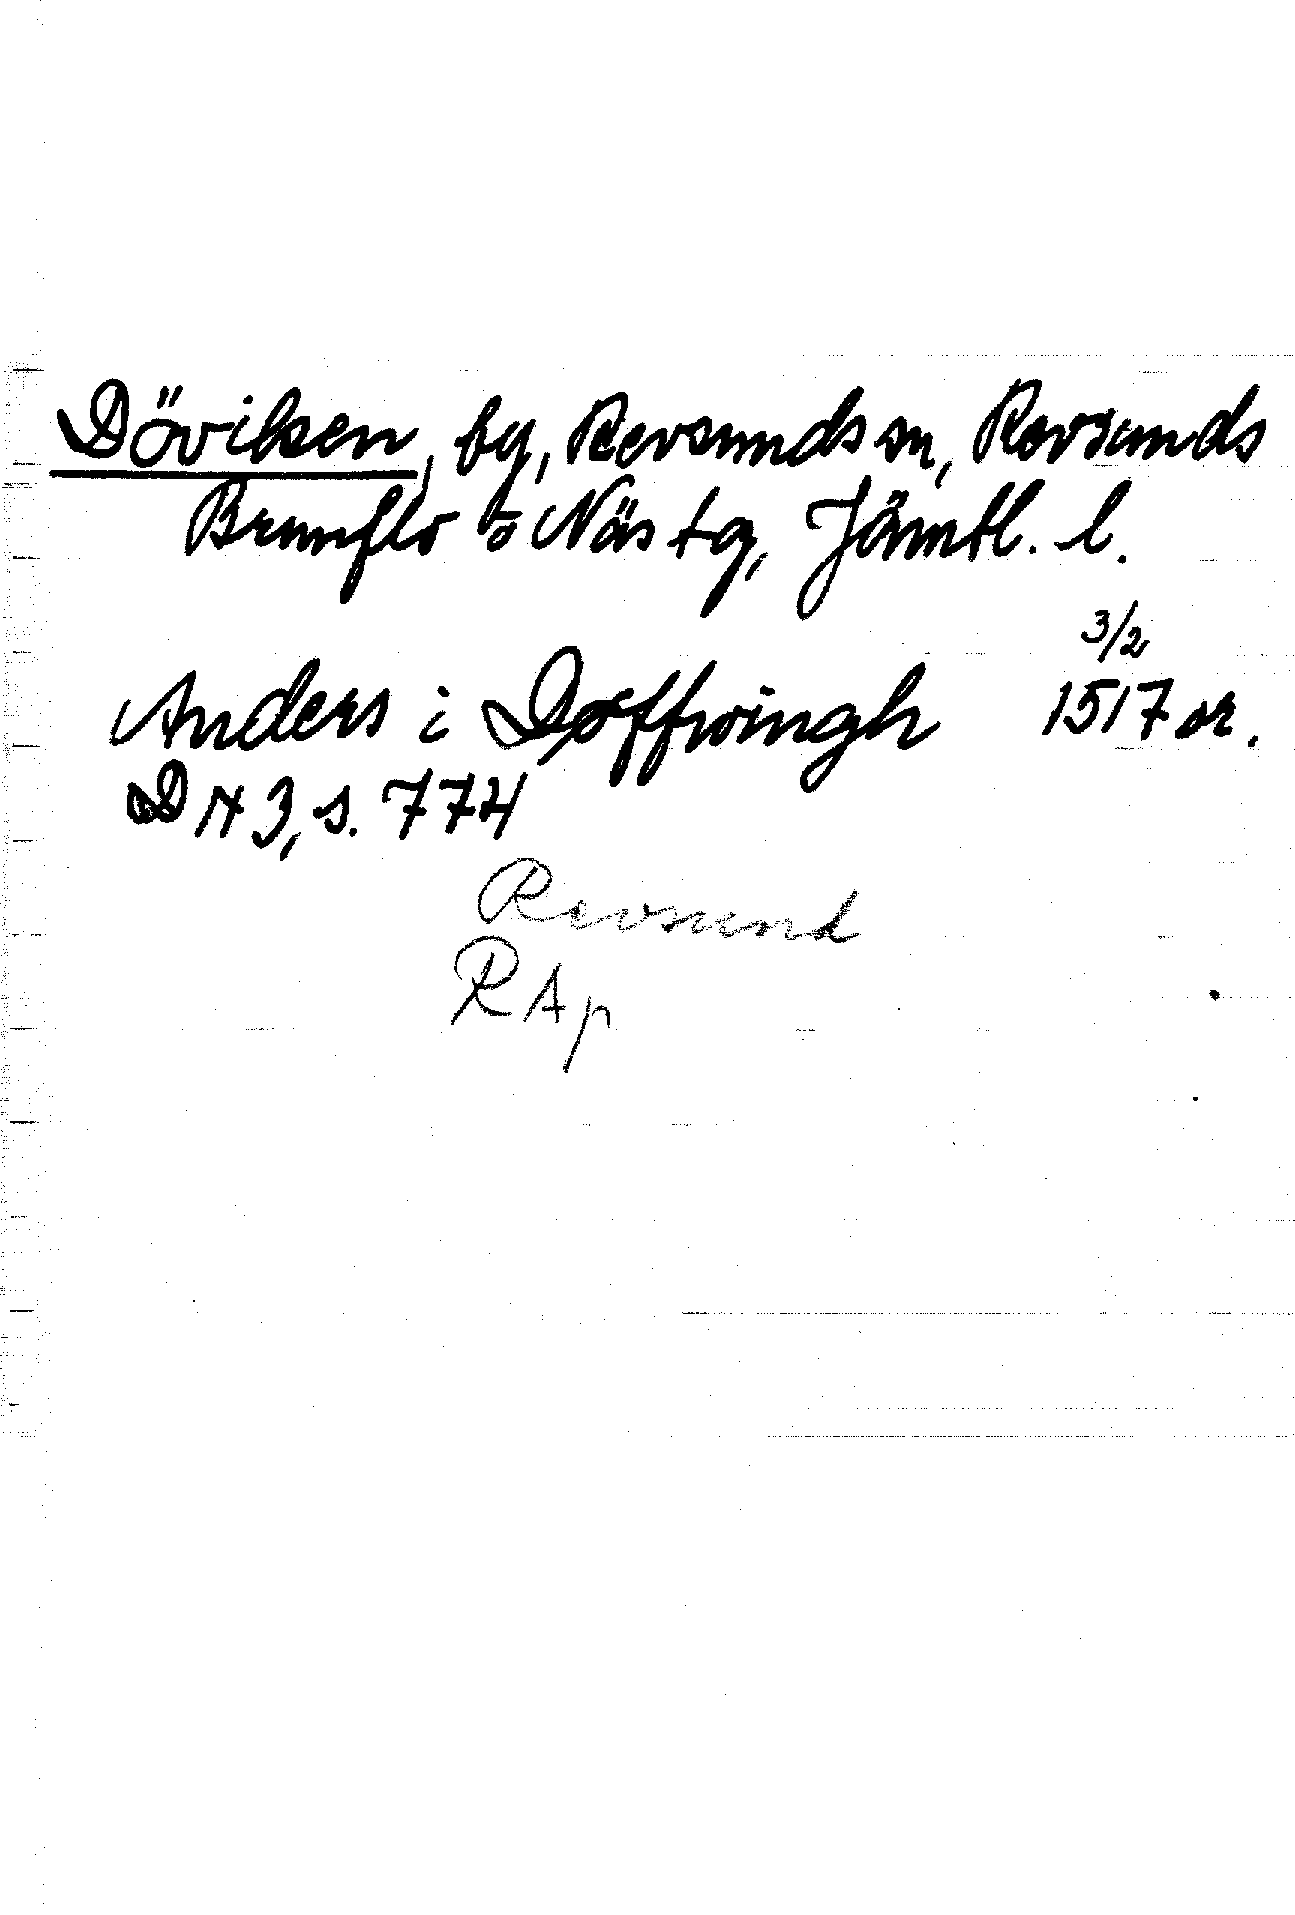 Döviken, by, Revsunds sn, Revsunds
Brunflo o Näs tg, Jämtl. l.
3/2
Anders i Døffwingh 1517 or.
DN 3, s. 774
Revsund
RAp